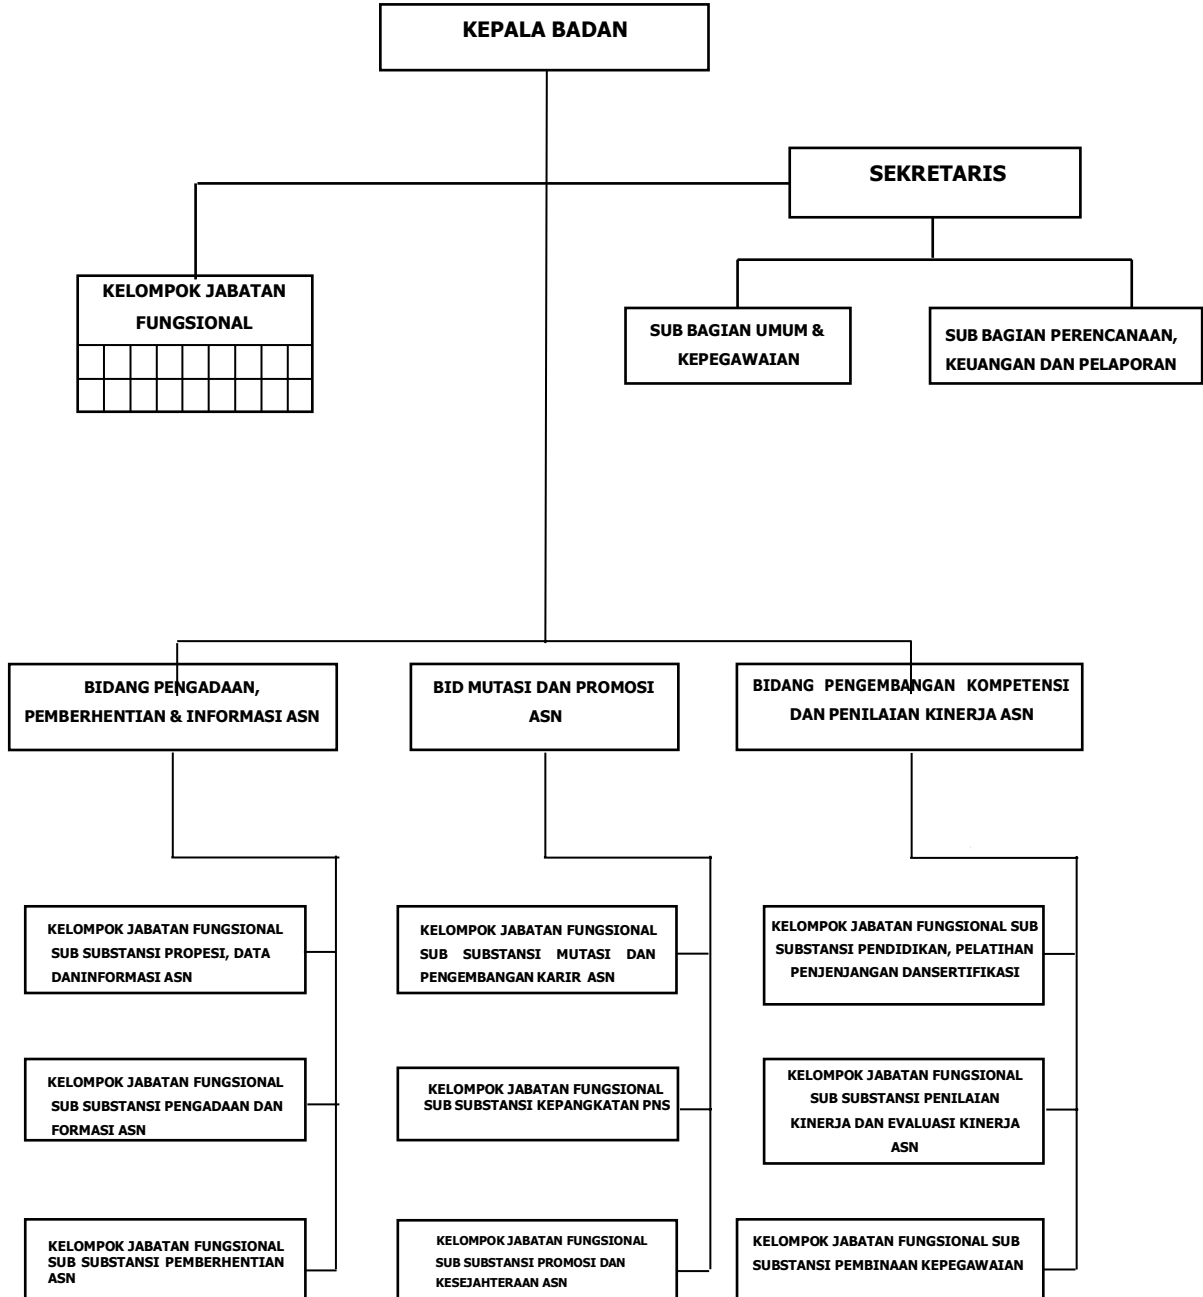 KEPALA BADAN
SEKRETARIS
KELOMPOK JABATAN
FUNGSIONAL
SUB BAGIAN UMUM &
KEPEGAWAIAN
SUB BAGIAN PERENCANAAN,
KEUANGAN DAN PELAPORAN
BIDANG PENGADAAN,
PEMBERHENTIAN & INFORMASI ASN
BID MUTASI DAN PROMOSI
ASN
BIDANG PENGEMBANGAN KOMPETENSI
DAN PENILAIAN KINERJA ASN
KELOMPOK JABATAN FUNGSIONAL
SUB SUBSTANSI PROPESI, DATA
DANINFORMASI ASN
KELOMPOK JABATAN FUNGSIONAL
SUB SUBSTANSI MUTASI DAN
PENGEMBANGAN KARIR ASN
KELOMPOK JABATAN FUNGSIONAL SUB
SUBSTANSI PENDIDIKAN, PELATIHAN
PENJENJANGAN DANSERTIFIKASI
KELOMPOK JABATAN FUNGSIONAL
SUB SUBSTANSI PENGADAAN DAN
FORMASI ASN
KELOMPOK JABATAN FUNGSIONAL
SUB SUBSTANSI KEPANGKATAN PNS
KELOMPOK JABATAN FUNGSIONAL
SUB SUBSTANSI PENILAIAN
KINERJA DAN EVALUASI KINERJA
ASN
KELOMPOK JABATAN FUNGSIONAL
SUB SUBSTANSI PEMBERHENTIAN
ASN
KELOMPOK JABATAN FUNGSIONAL
SUB SUBSTANSI PROMOSI DAN
KESEJAHTERAAN ASN
KELOMPOK JABATAN FUNGSIONAL SUB
SUBSTANSI PEMBINAAN KEPEGAWAIAN